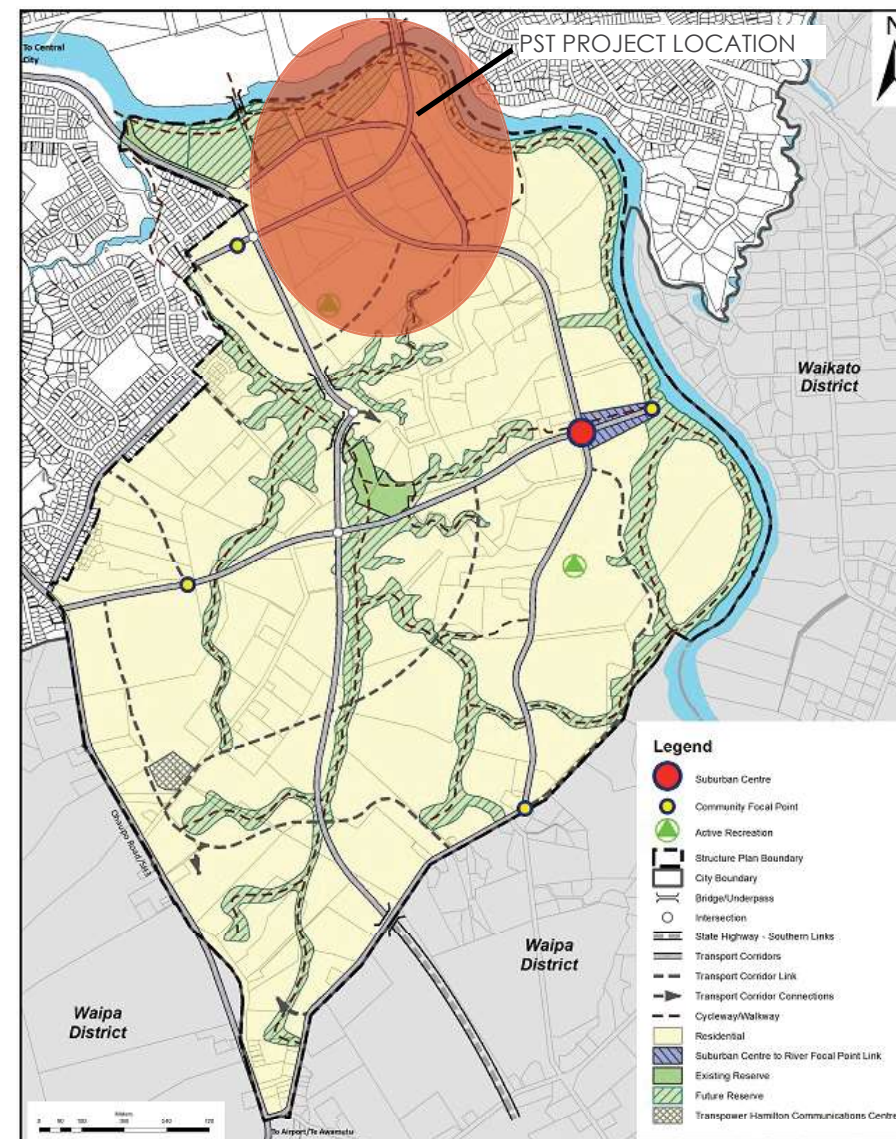 To Central
City
PST PROJECT LOCATION
N
Waikato
District
Ohaupo Road/SH3
Waipa
District
Waipa
District
To Airport/Te Awamutu
Meters
Legend
Suburban Centre
Community Focal Point
Active Recreation
Structure Plan Boundary
City Boundary
Bridge/Underpass
Intersection
State Highway - Southern Links
Transport Corridors
Transport Corridor Link
Transport Corridor Connections
Cycleway/Walkway
Residential
Suburban Centre to River Focal Point Link
Existing Reserve
Future Reserve
Transpower Hamilton Communications Centre